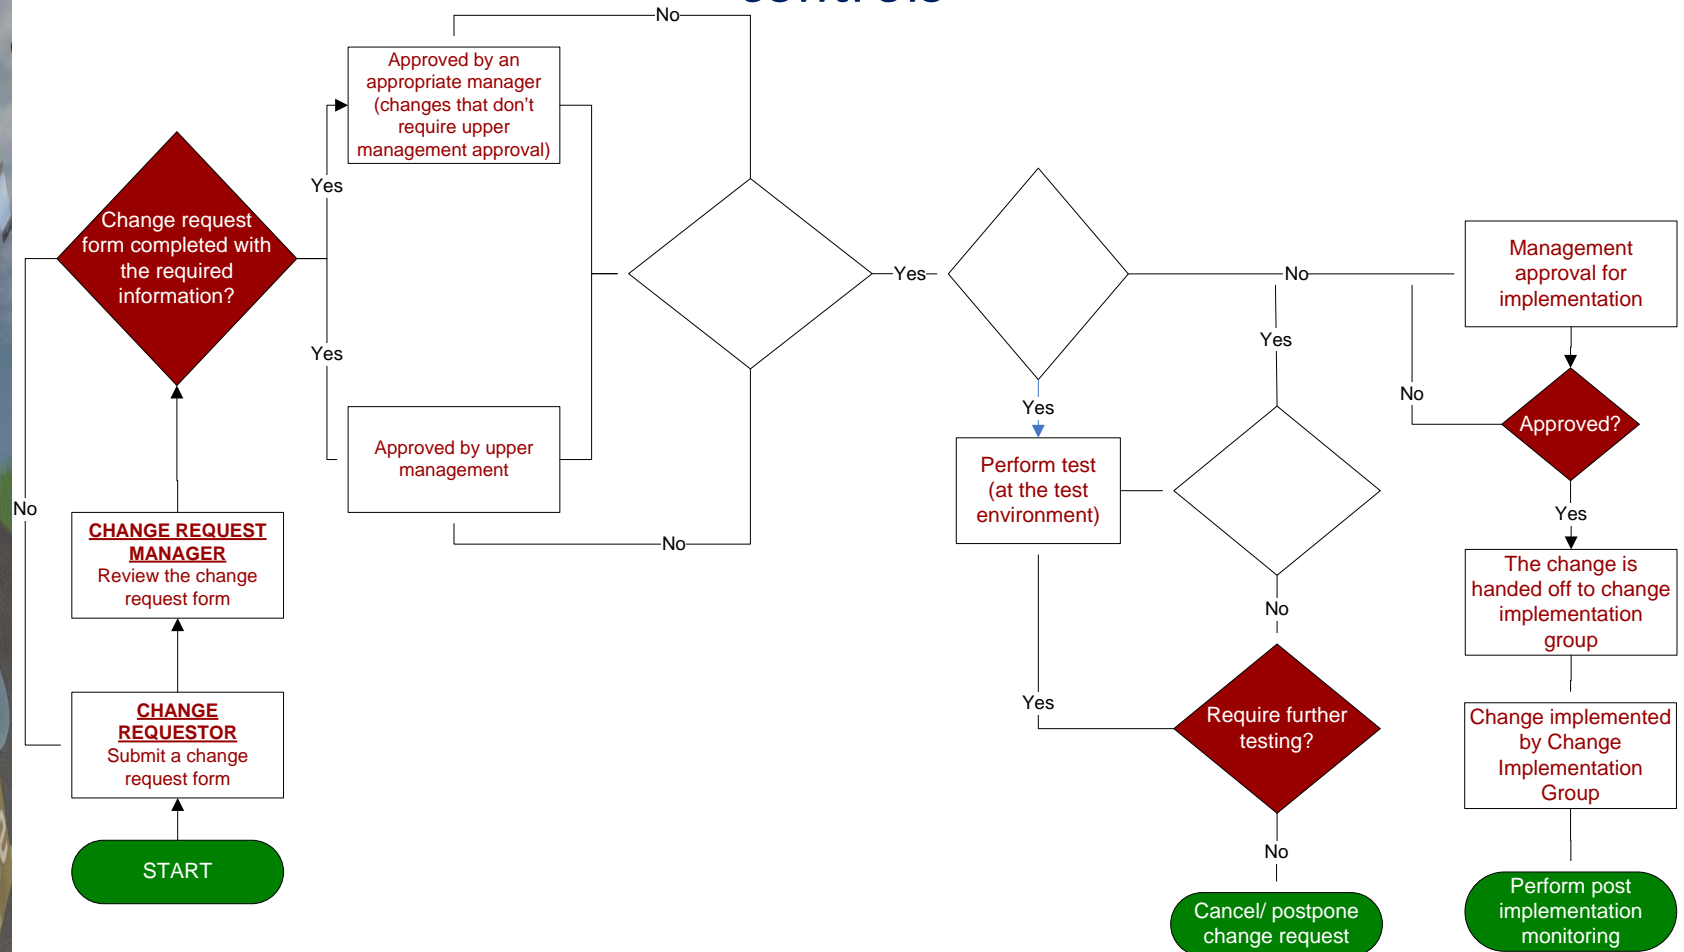 No
Approved by an
appropriate manager
(changes that don't
require upper
management approval)
Yes
Change request
form completed with
the required
information?
Yes
No
Yes
Management
approval for
implementation
Yes
No
Approved?
Yes
Approved by upper
management
Perform test
(at the test
environment)
No
CHANGE REQUEST
MANAGER
Review the change
request form
No
Yes
The change is
handed off to change
implementation
group
No
Yes
Require further
testing?
CHANGE
REQUESTOR
Submit a change
request form
Change implemented
by Change
Implementation
Group
No
START
Cancel/ postpone
change request
Perform post
implementation
monitoring